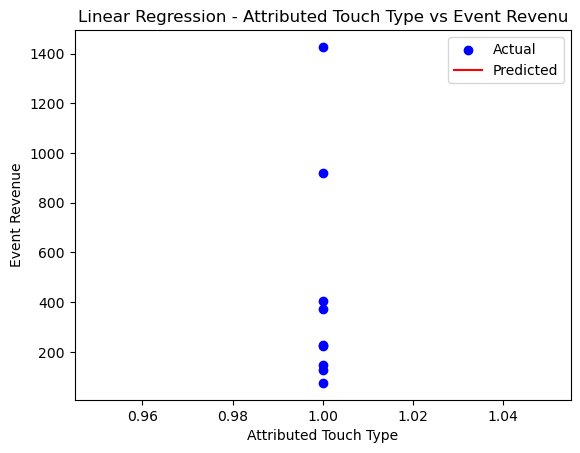 Linear Regression - Attributed Touch Type vs Event Revenu
Actual
Predicted
Event Revenue
1400
1200
1000
800
600
400
200
0.96
0.98
1.00
1.02
1.04
Attributed Touch Type